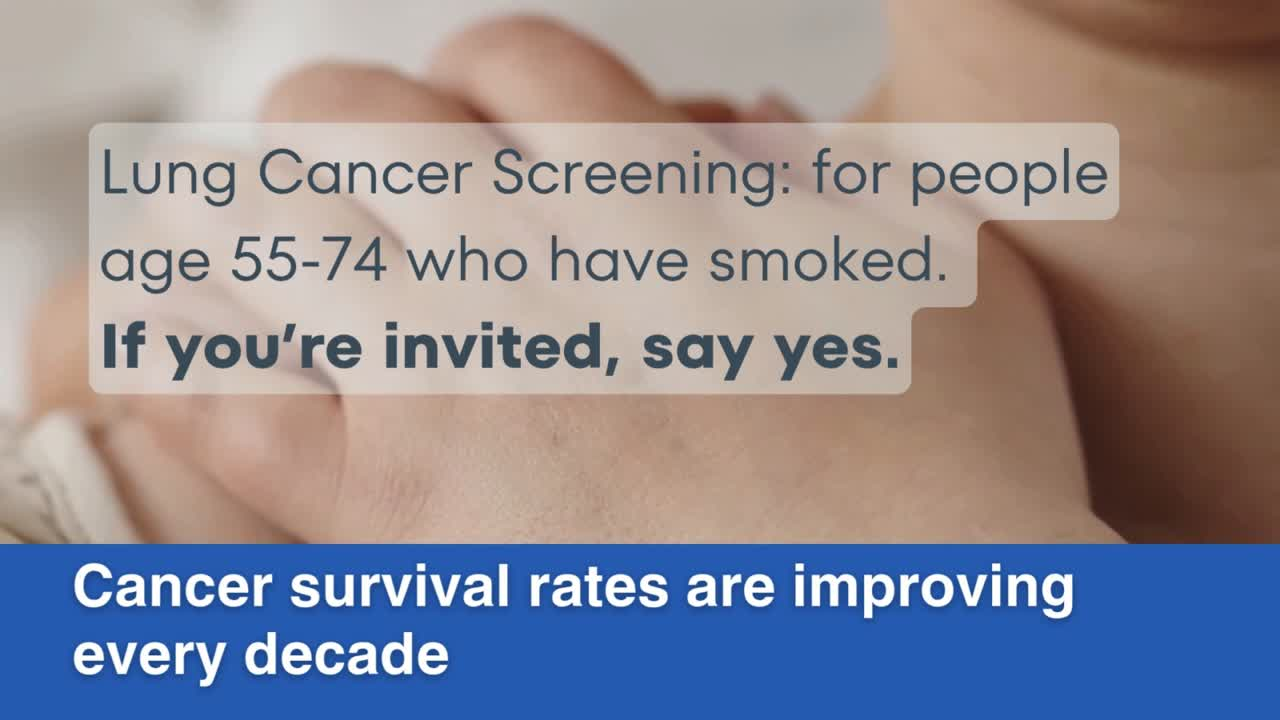 Lung Cancer Screening: for people
age 55-74 who have smoked.
If you’re invited, say yes.
Cancer survival rates are improving
every decade